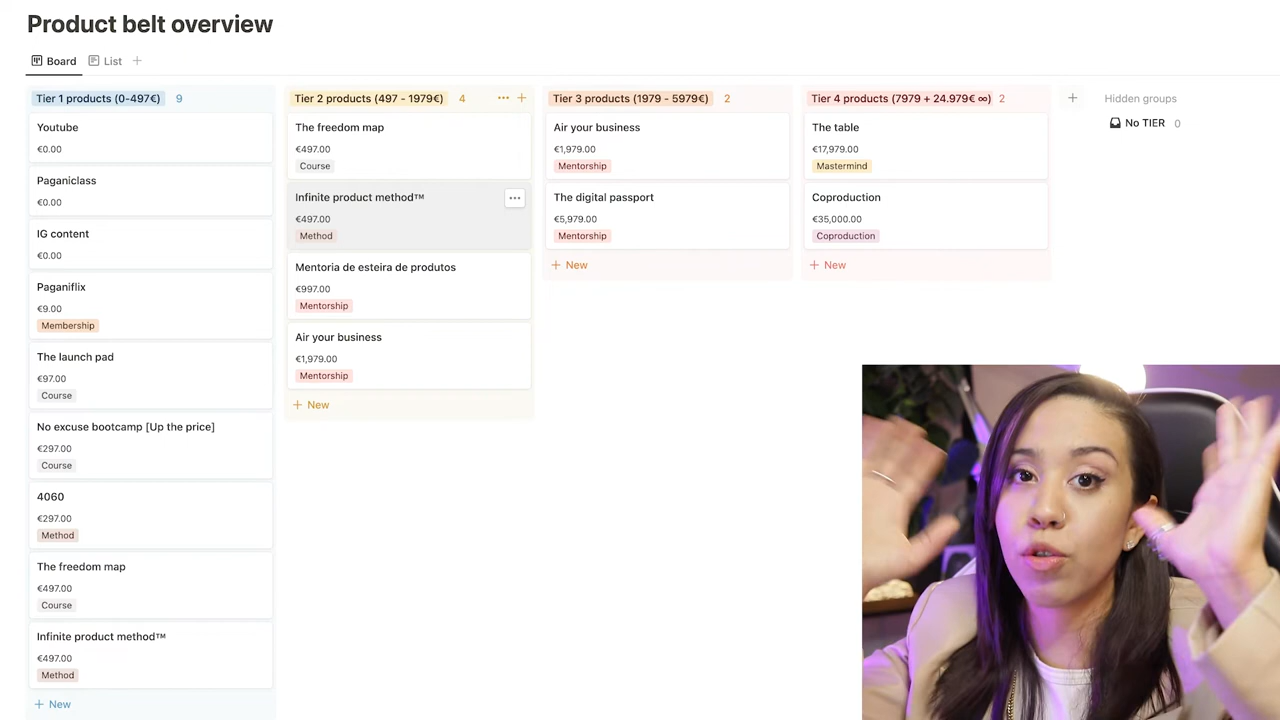 Product belt overview
Board
List
Tier 1 products (0-497€) 9
Youtube
€0.00
Paganiclass
€0.00
IG content
€0.00
Paganiflix
€9.00
Membership
The launch pad
€97.00
Course
No excuse bootcamp [Up the price]
€297.00
Course
4060
€297.00
Method
The freedom map
€497.00
Course
Infinite product method™
€497.00
Method
New
Tier 2 products (497 - 1979€) 4
The freedom map
€497.00
Course
Infinite product method™
€497.00
Method
Mentoria de esteira de produtos
€997.00
Mentorship
Air your business
€1,979.00
Mentorship
New
Tier 3 products (1979 - 5979€) 2
Air your business
€1,979.00
Mentorship
The digital passport
€5,979.00
Mentorship
New
Tier 4 products (7979 + 24.979€ ∞) 2
The table
€17,979.00
Mastermind
Coproduction
€35,000.00
Coproduction
New
Hidden groups
No TIER 0